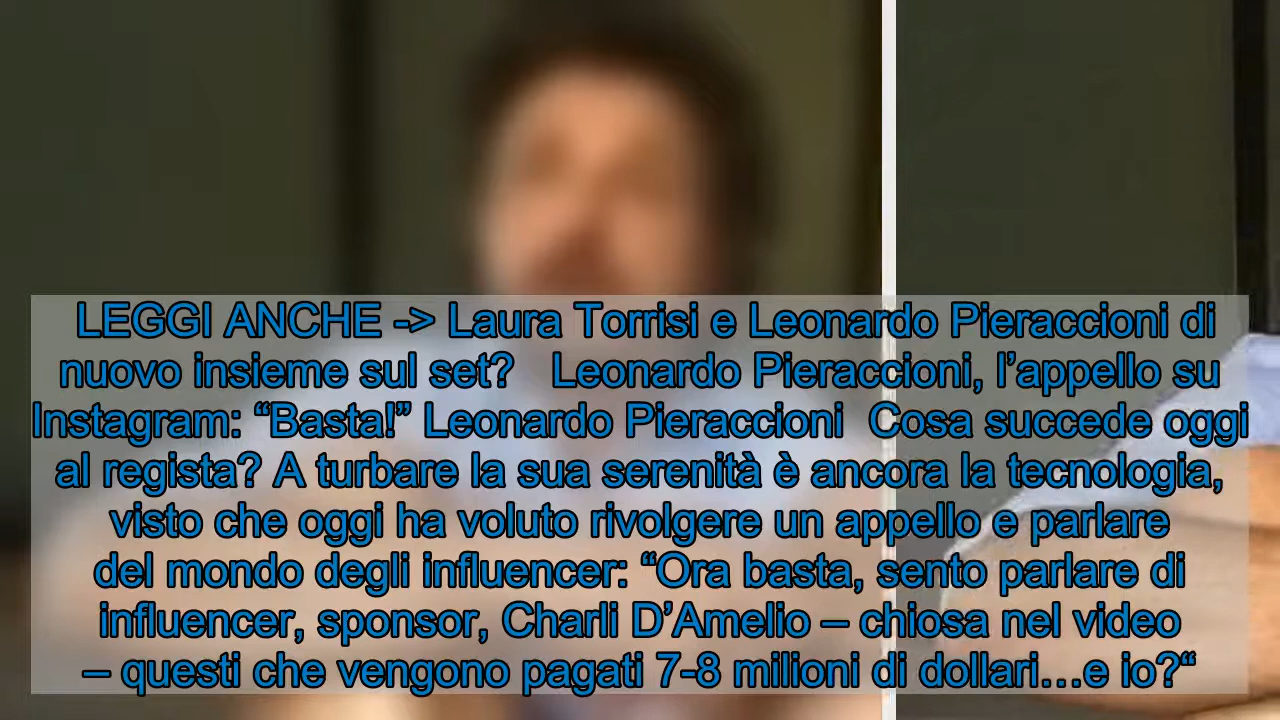 LEGGI ANCHE -> Laura Torrisi e Leonardo Pieraccioni di
nuovo insieme sul set?   Leonardo Pieraccioni, l’appello su
Instagram: “Basta!” Leonardo Pieraccioni  Cosa succede oggi
al regista? A turbare la sua serenità è ancora la tecnologia,
visto che oggi ha voluto rivolgere un appello e parlare
del mondo degli influencer: “Ora basta, sento parlare di
influencer, sponsor, Charli D’Amelio – chiosa nel video
– questi che vengono pagati 7-8 milioni di dollari…e io?“